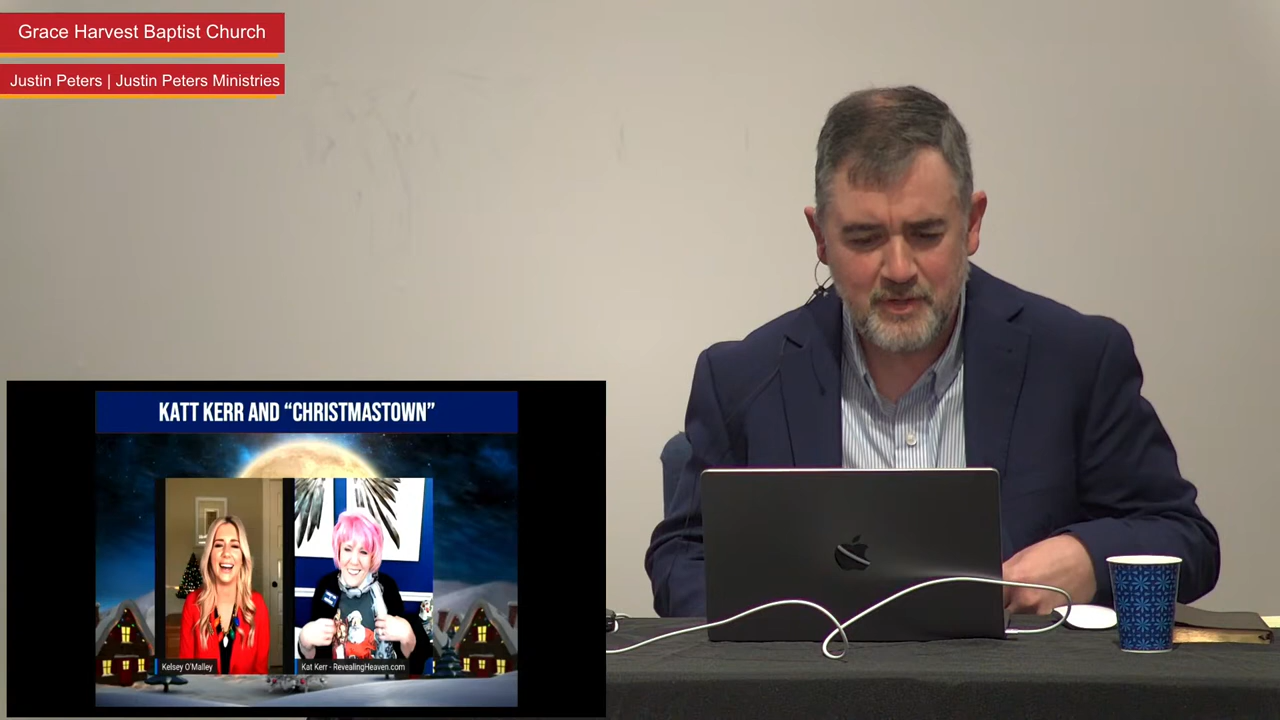 Grace Harvest Baptist Church
Justin Peters | Justin Peters Ministries
KATT KERR AND “CHRISTMASTOWN”
Kelsey O'Malley
Kat Kerr - RevealingHeaven.com